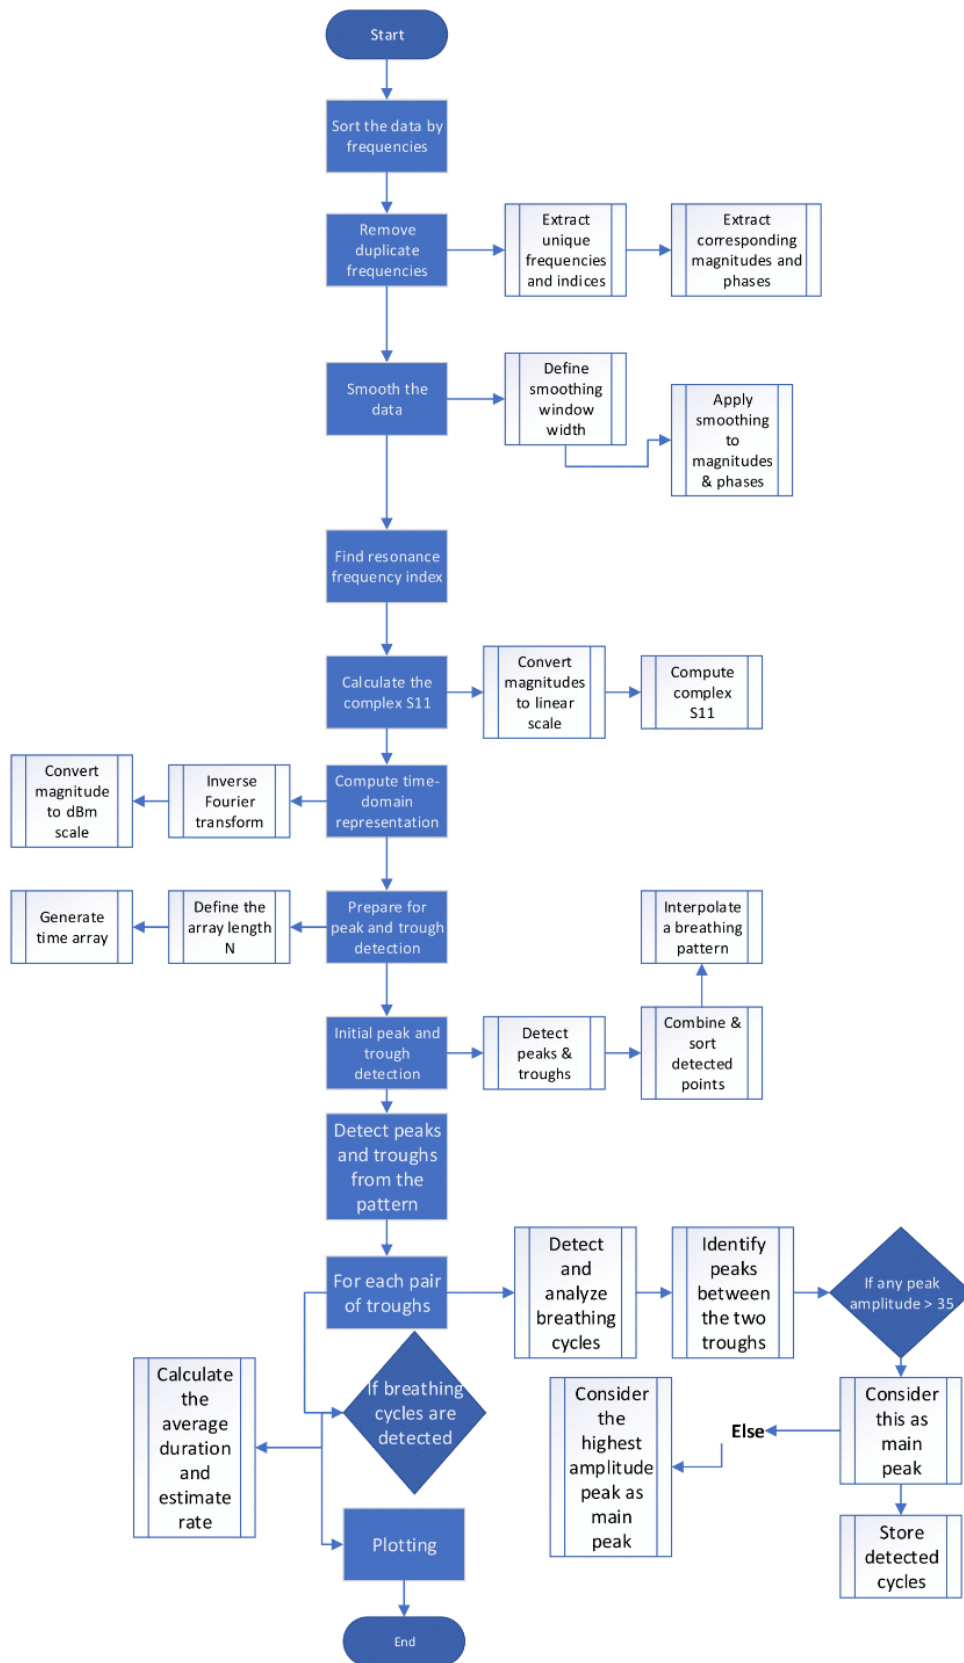 Start
Sort the data by
frequencies
Remove
duplicate
frequencies
Extract
unique
frequencies
and indices
Extract
corresponding
magnitudes
and phases
Smooth the
data
Define
smoothing
window
width
Apply
smoothing
to
magnitudes
& phases
Find resonance
frequency index
Calculate the
complex S11
Convert
magnitudes
to linear
scale
Compute
complex
S11
Compute time-
domain
representation
Inverse
Fourier
transform
Convert
magnitude
to dBm
scale
Prepare for
peak and trough
detection
Define the
array length
N
Generate
time array
Interpolate
a breathing
pattern
Initial peak and
trough
detection
Detect
peaks &
troughs
Combine &
sort
detected
points
Detect peaks
and troughs
from the
pattern
For each pair
of troughs
Detect
and
analyze
breathing
cycles
Identify
peaks
between
the two
troughs
If any peak
amplitude > 35
Consider
this as
main
peak
Else
Consider
the
highest
amplitude
peak as
main
peak
Store
detected
cycles
If breathing
cycles are
detected
Calculate
the
average
duration
and
estimate
rate
Plotting
End